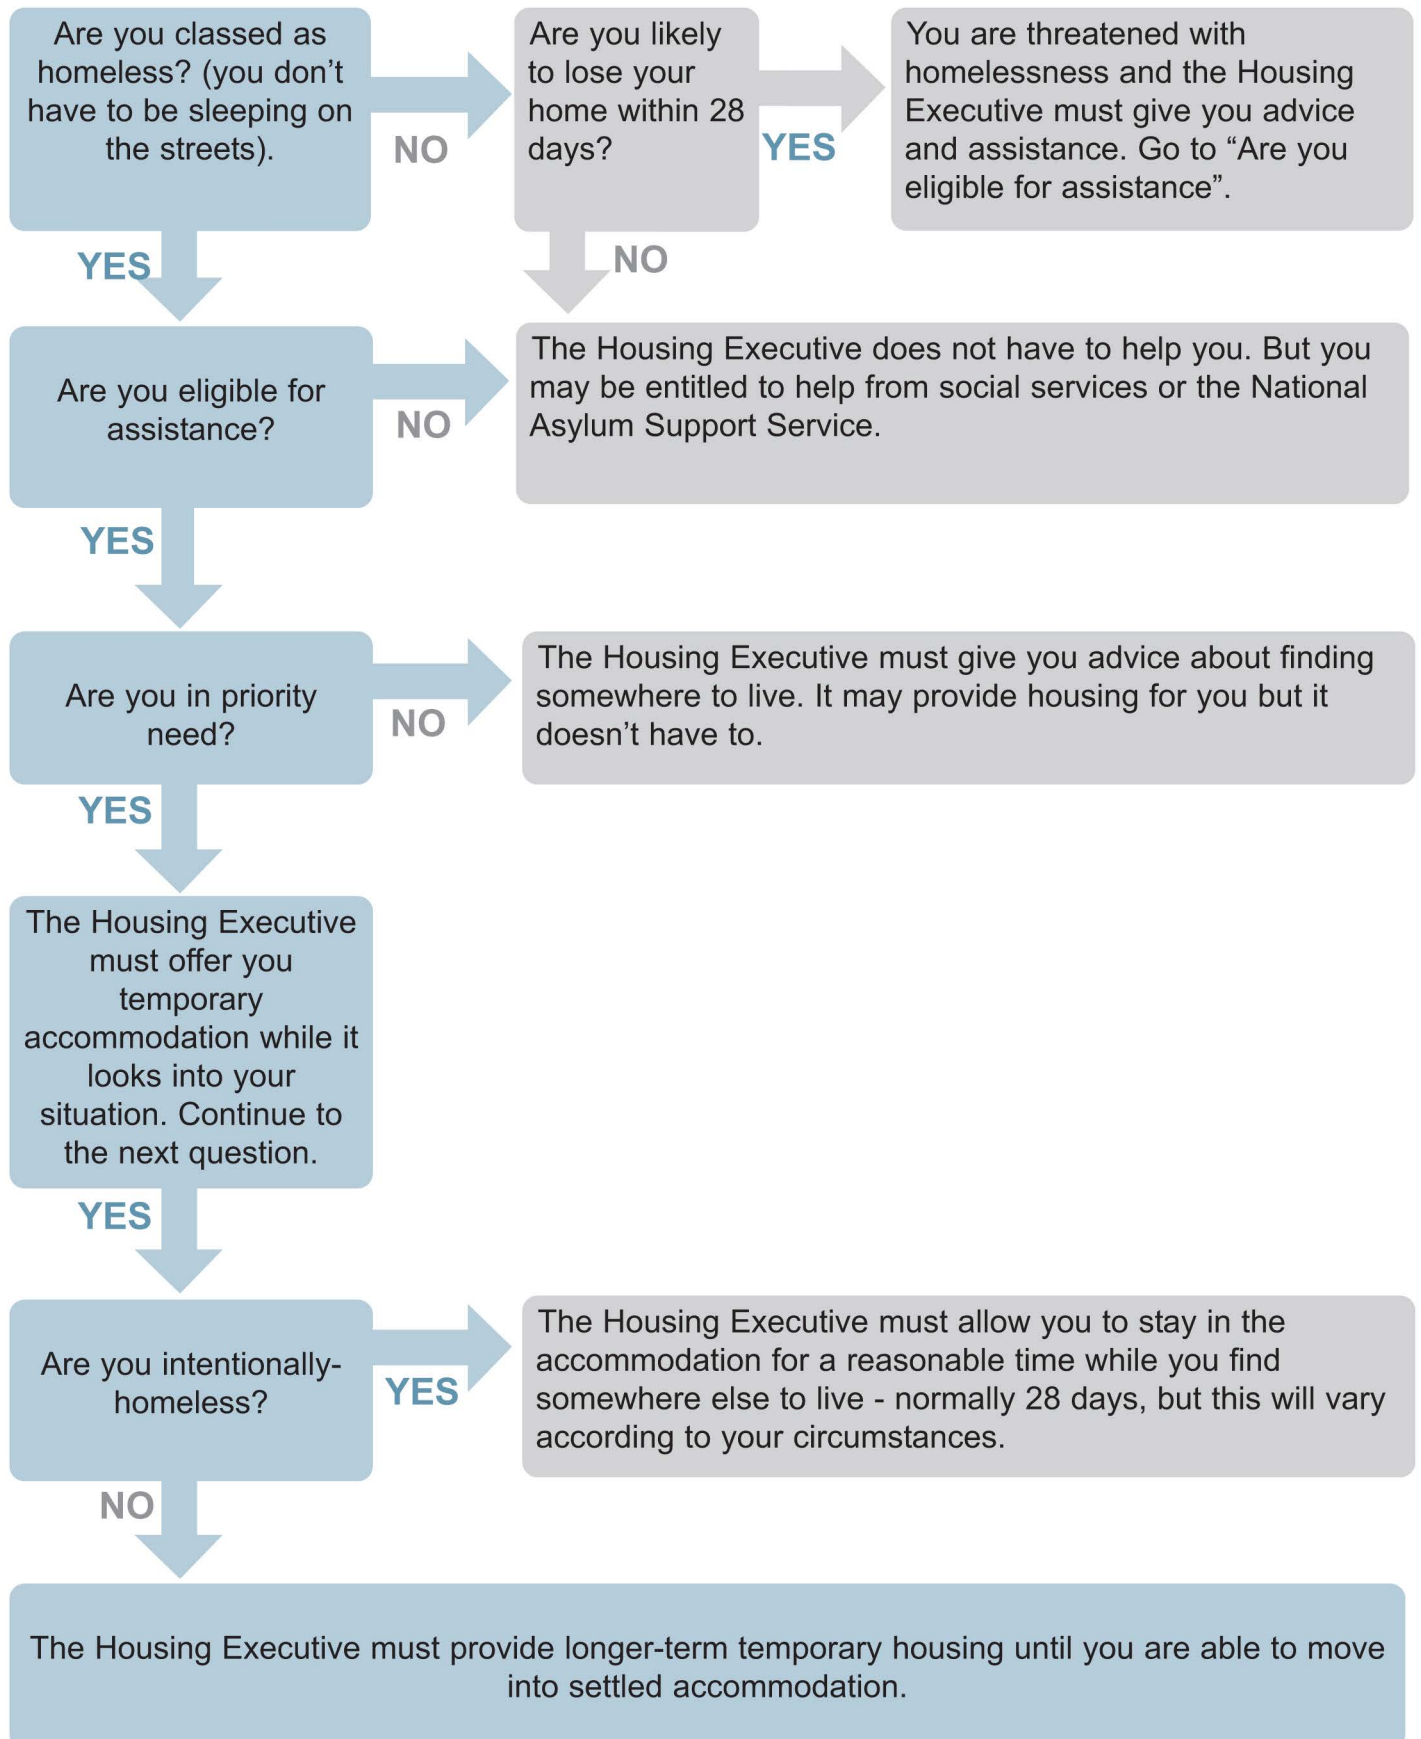 Are you classed as
homeless? (you don't
have to be sleeping on
the streets).
NO
Are you likely
to lose your
home within 28
days?
YES
You are threatened with
homelessness and the Housing
Executive must give you advice
and assistance. Go to “Are you
eligible for assistance”.
YES
NO
Are you eligible for
assistance?
NO
The Housing Executive does not have to help you. But you
may be entitled to help from social services or the National
Asylum Support Service.
YES
Are you in priority
need?
NO
The Housing Executive must give you advice about finding
somewhere to live. It may provide housing for you but it
doesn't have to.
YES
The Housing Executive
must offer you
temporary
accommodation while it
looks into your
situation. Continue to
the next question.
YES
Are you intentionally-
homeless?
YES
The Housing Executive must allow you to stay in the
accommodation for a reasonable time while you find
somewhere else to live - normally 28 days, but this will vary
according to your circumstances.
NO
The Housing Executive must provide longer-term temporary housing until you are able to move
into settled accommodation.